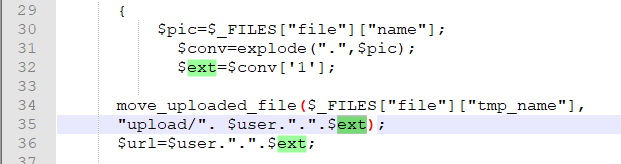 29 {
30 $pic=$_FILES["file"]["name"];
31 $conv=explode(".",$pic);
32 $ext=$conv['1'];
33
34 move_uploaded_file($_FILES["file"]["tmp_name"],
35 "upload/". $user.".".$ext);
36 $url=$user.".".$ext;
37